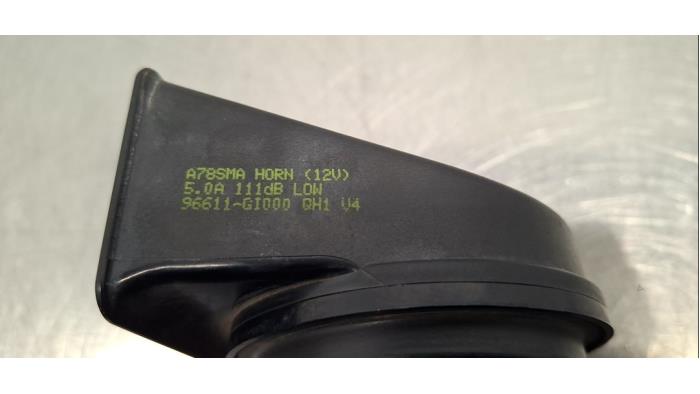 A78SMA HORN (12V)
5.0A 111dB LOW
96611-GI000 QH1 V4